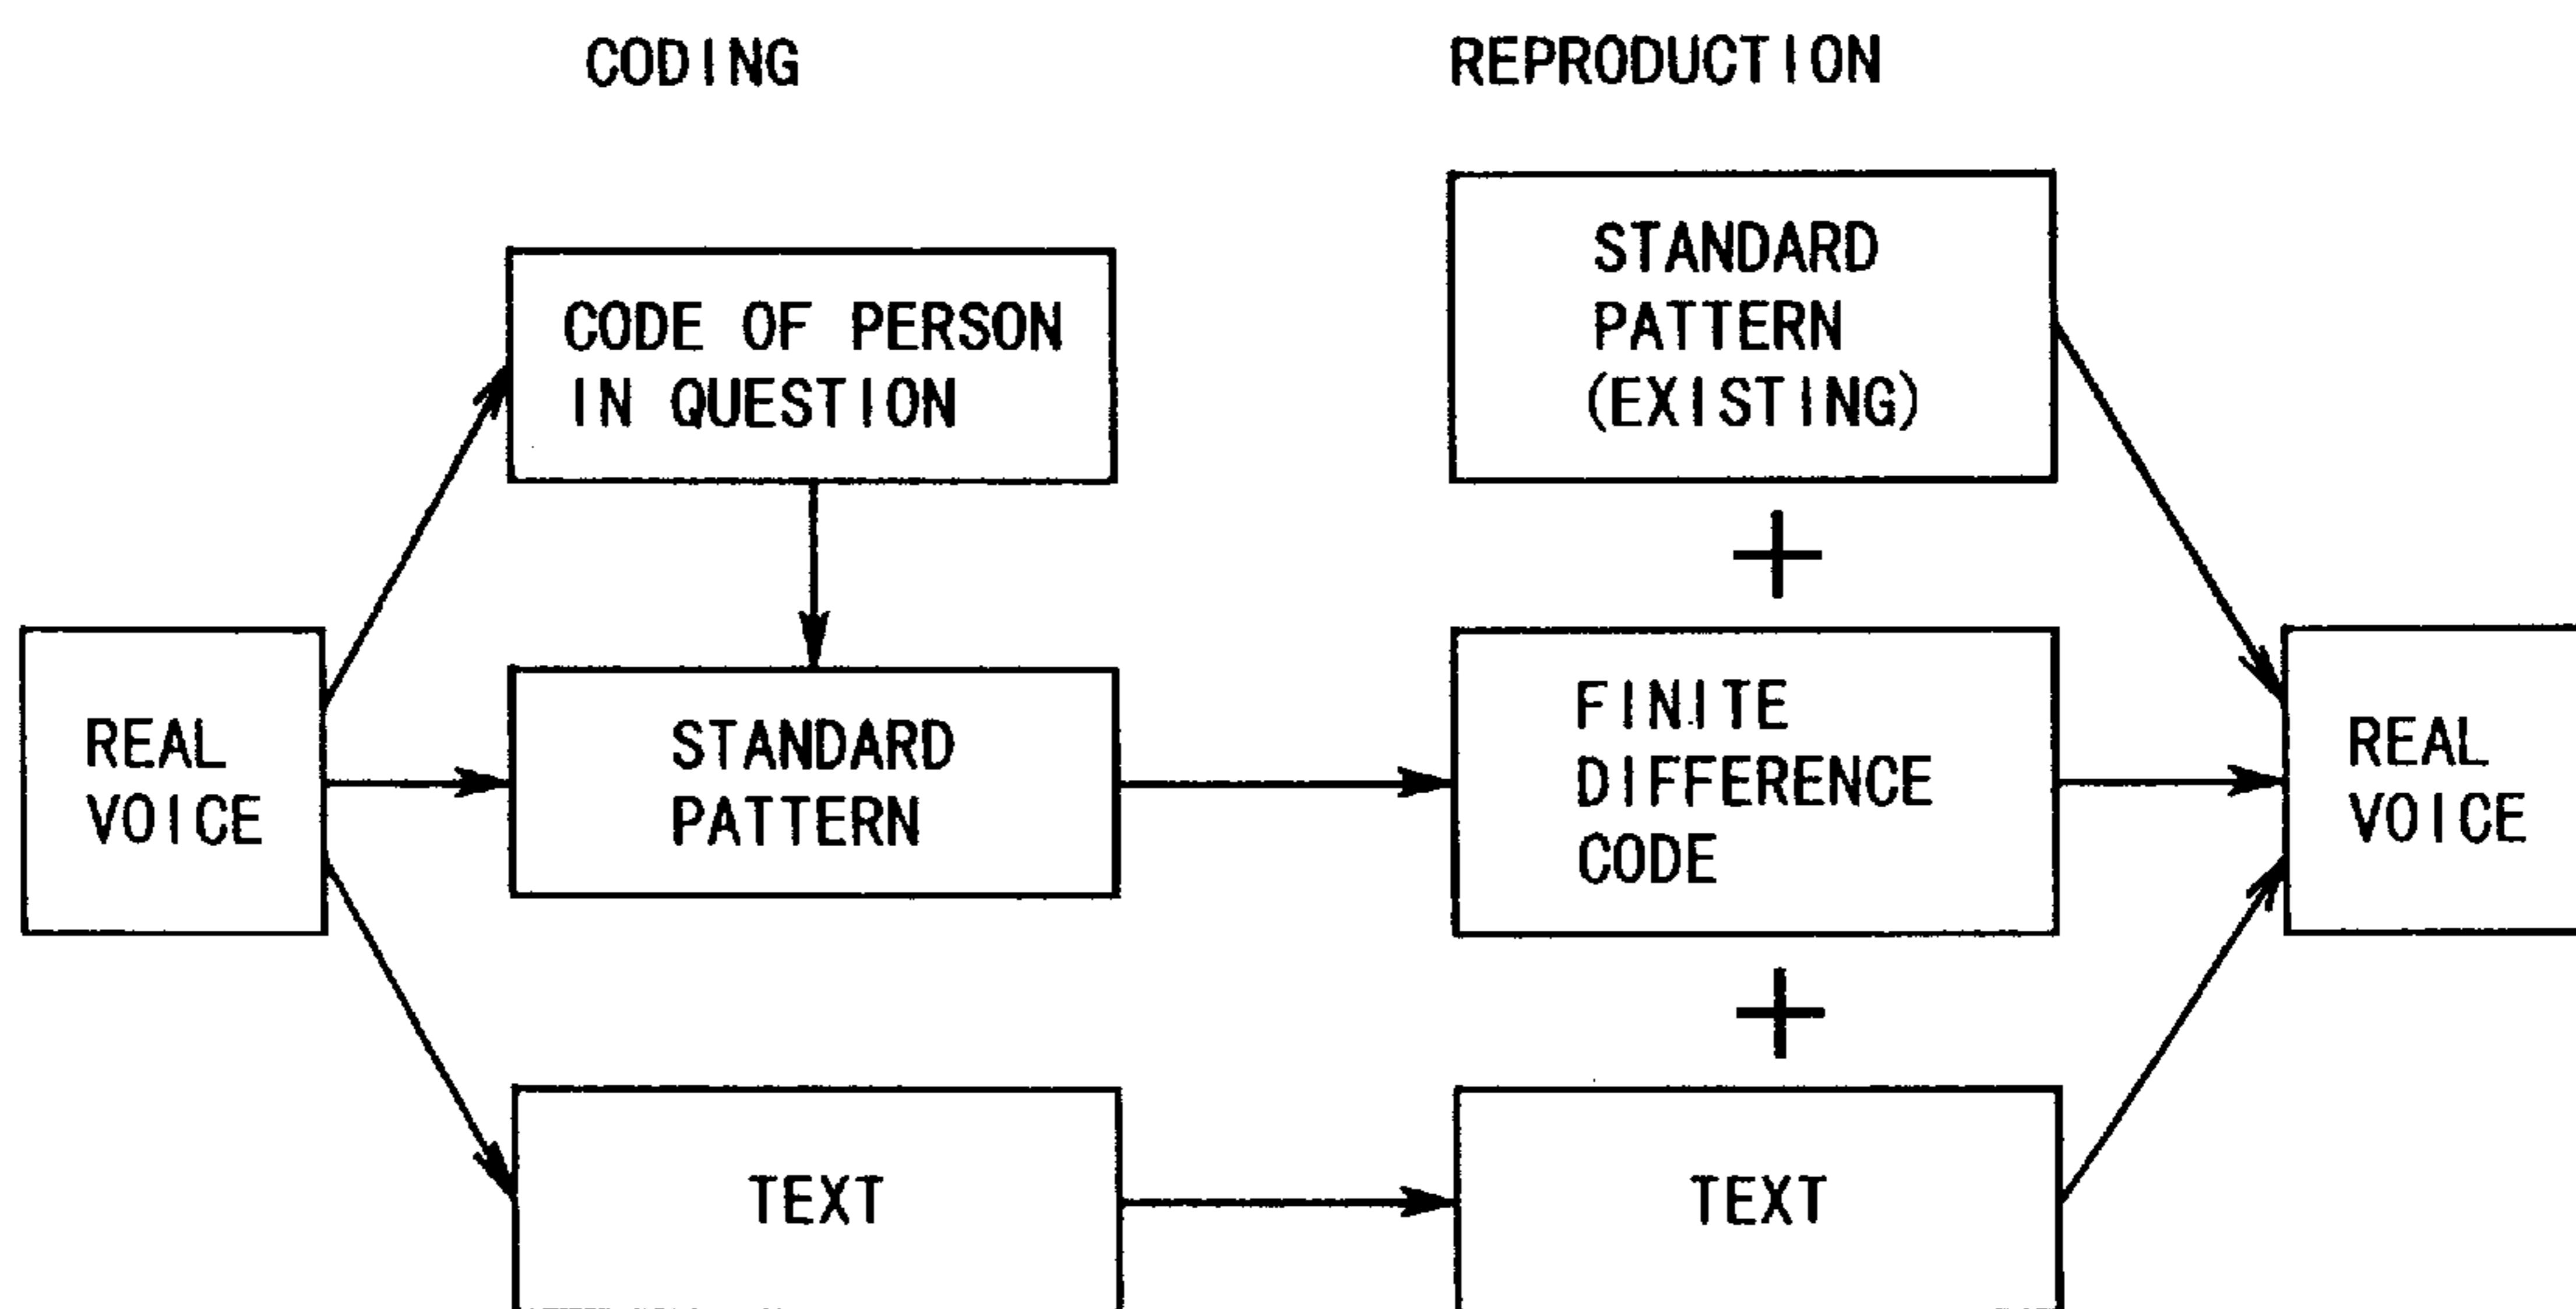 CODING
REPRODUCTION
CODE OF PERSON
IN QUESTION
STANDARD
PATTERN
(EXISTING)
+
REAL
VOICE
STANDARD
PATTERN
FINITE
DIFFERENCE
CODE
REAL
VOICE
+
TEXT
TEXT